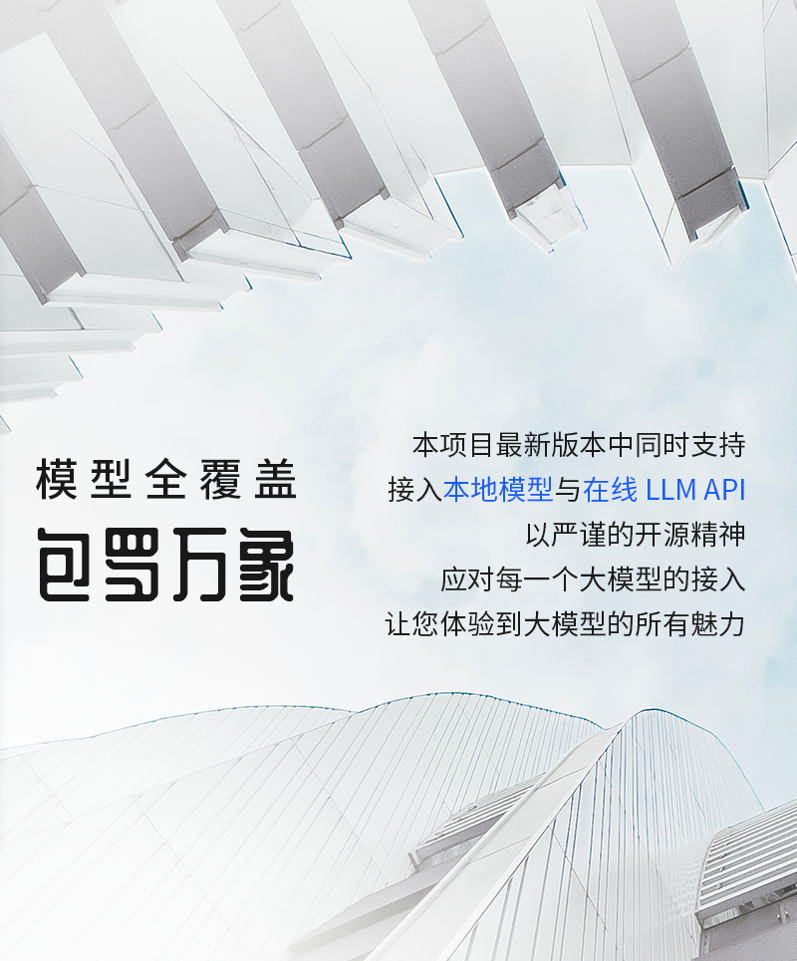 模型全覆盖
包罗万象
本项目最新版本中同时支持
接入本地模型与在线 LLM API
以严谨的开源精神
应对每一个大模型的接入
让您体验到大模型的所有魅力